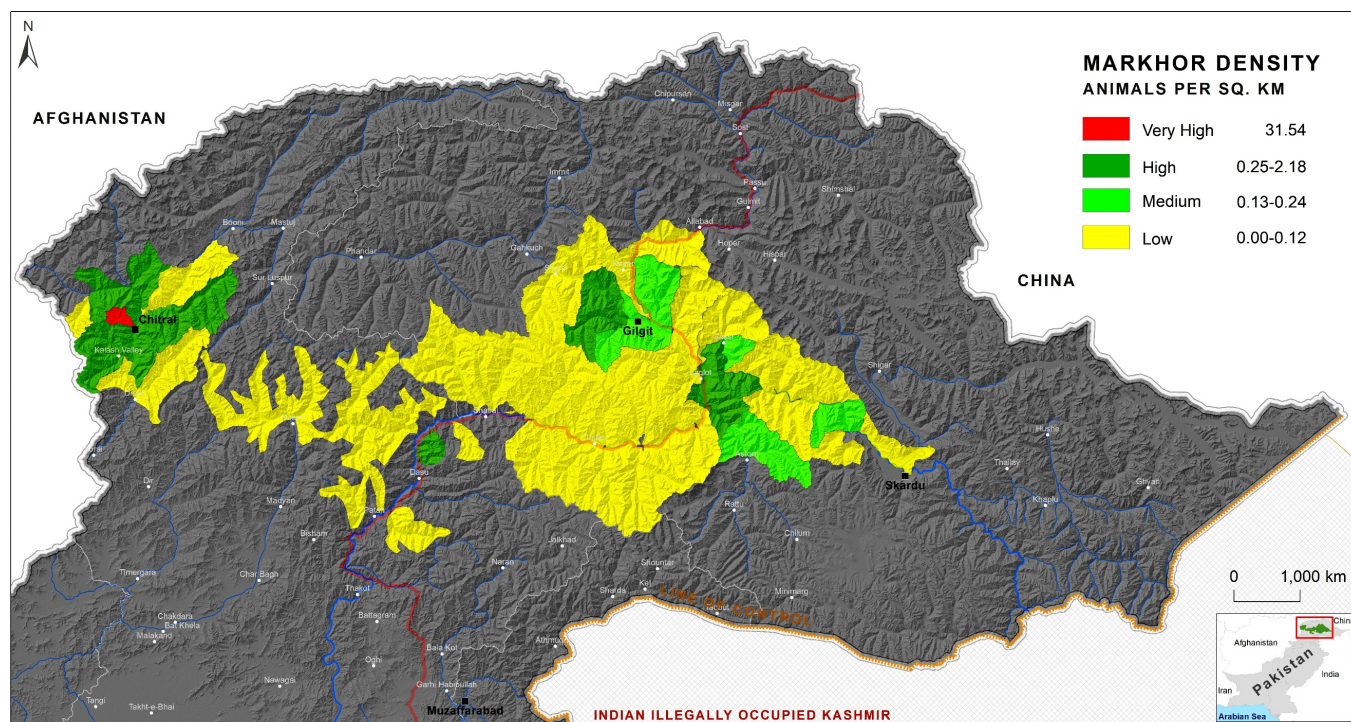 N
AFGHANISTAN
MARKHOR DENSITY
ANIMALS PER SQ. KM
Very High 31.54
High 0.25-2.18
Medium 0.13-0.24
Low 0.00-0.12
CHINA
Chipursan
Misgar
Sost
Immit
Passu
Shimshal
Gulmit
Booni
Mastuj
Aliabad
Phandar
Gahkuch
Hoper
Hispar
Sur Luspur
Chitral
Gilgit
Kalash Valley
Shigar
Hushe
Dasu
Astore
Skardu
Thallay
Ghyari
Khaplu
Dir
Madyan
Patan
Rattu
Bisham
Jalkhad
Chilum
Naran
Shountar
Timergara
Char Bagh
Thakot
Sharda
Kel
Minimarg
LINE OF CONTROL
Chakdara
Bat Khela
Malakand
Battagram
Athmuqam
Oghi
Bala Kot
Nawagai
Garhi Habibullah
Tangi
Takht-e-Bhai
Muzaffarabad
INDIAN ILLEGALLY OCCUPIED KASHMIR
0 1,000 km
China
Afghanistan
Pakistan
India
Iran
Arabian Sea